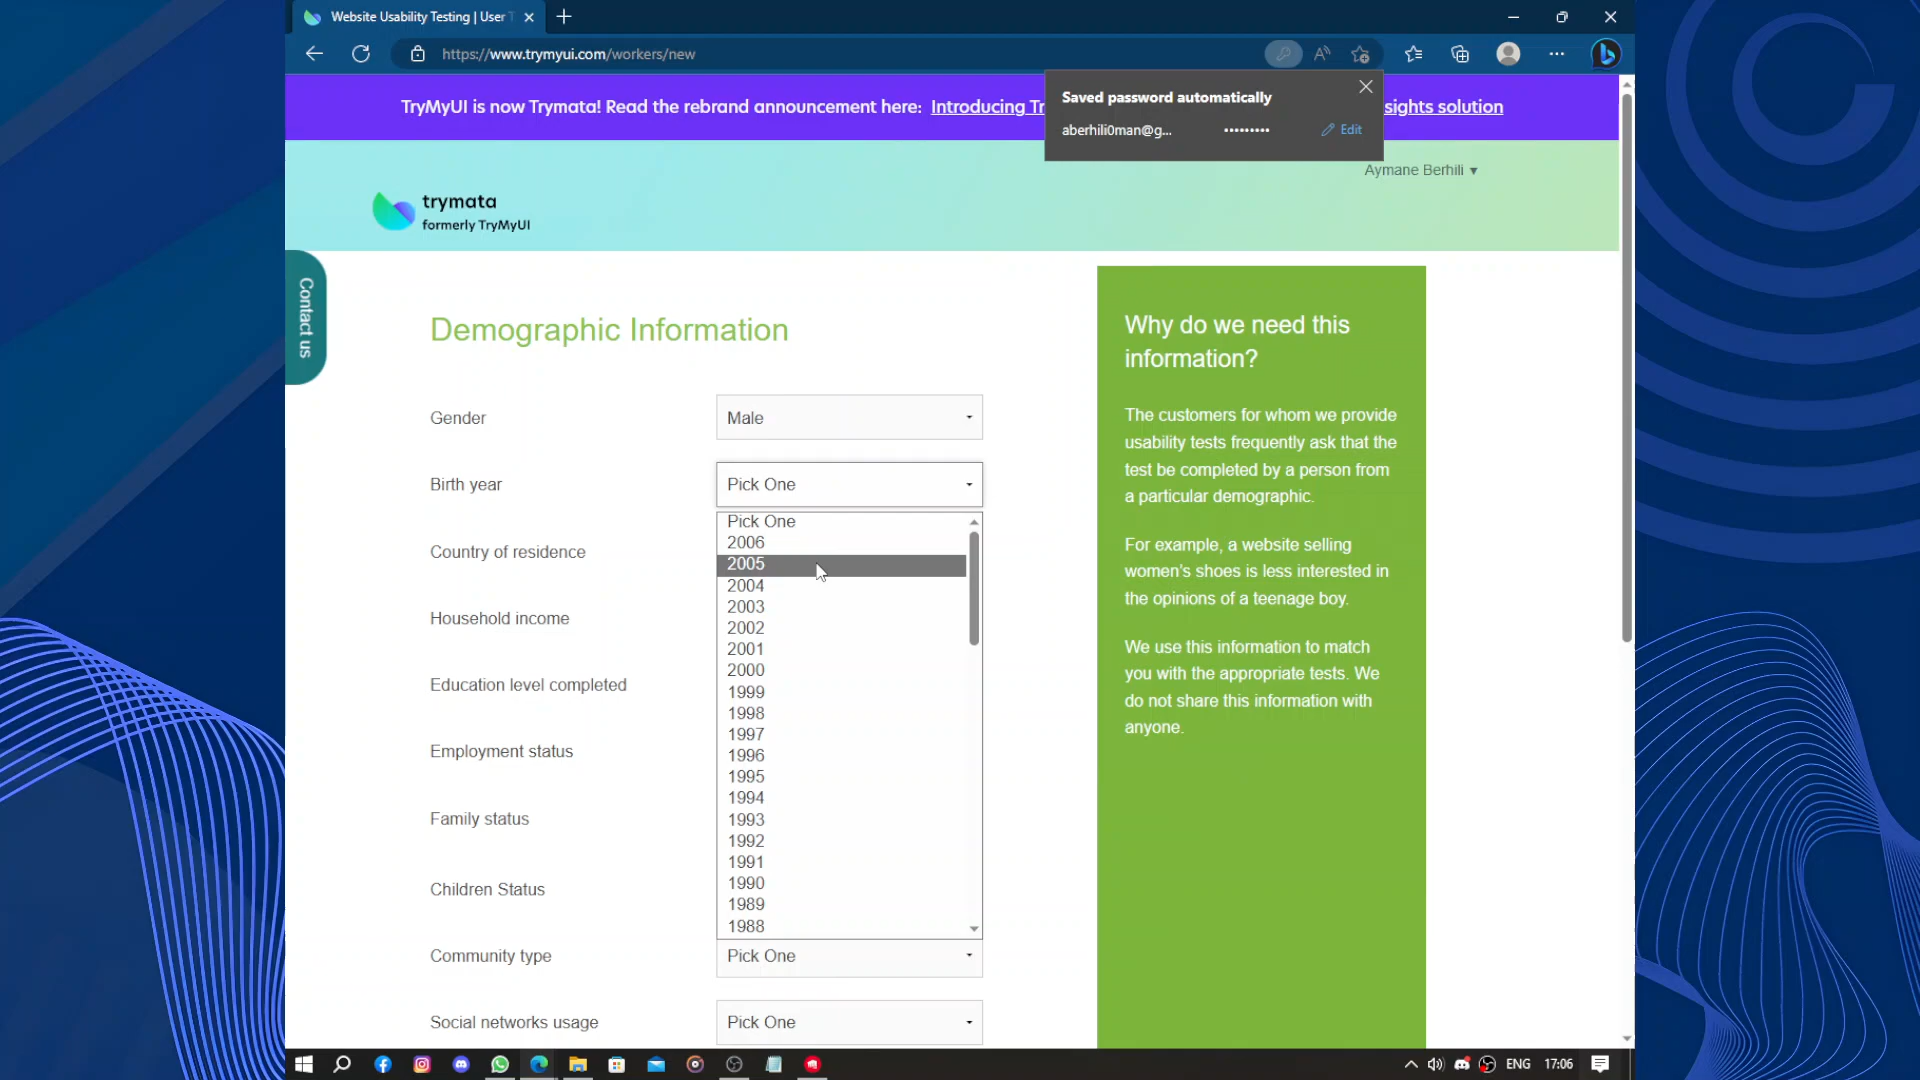 Website Usability Testing | User T
https://www.trymyui.com/workers/new
TryMyUI is now Trymata! Read the rebrand announcement here: Introducing Tr
sights solution
Saved password automatically
aberhili0man@g... ••••••••• Edit
Aymane Berhili ▾
trymata
formerly TryMyUI
Contact us
Demographic Information
Gender
Male
Birth year
Pick One
Pick One
2006
2005
2004
2003
2002
2001
2000
1999
1998
1997
1996
1995
1994
1993
1992
1991
1990
1989
1988
Country of residence
Household income
Education level completed
Employment status
Family status
Children Status
Community type
Pick One
Social networks usage
Pick One
Why do we need this
information?
The customers for whom we provide
usability tests frequently ask that the
test be completed by a person from
a particular demographic.
For example, a website selling
women's shoes is less interested in
the opinions of a teenage boy.
We use this information to match
you with the appropriate tests. We
do not share this information with
anyone.
ENG 17:06